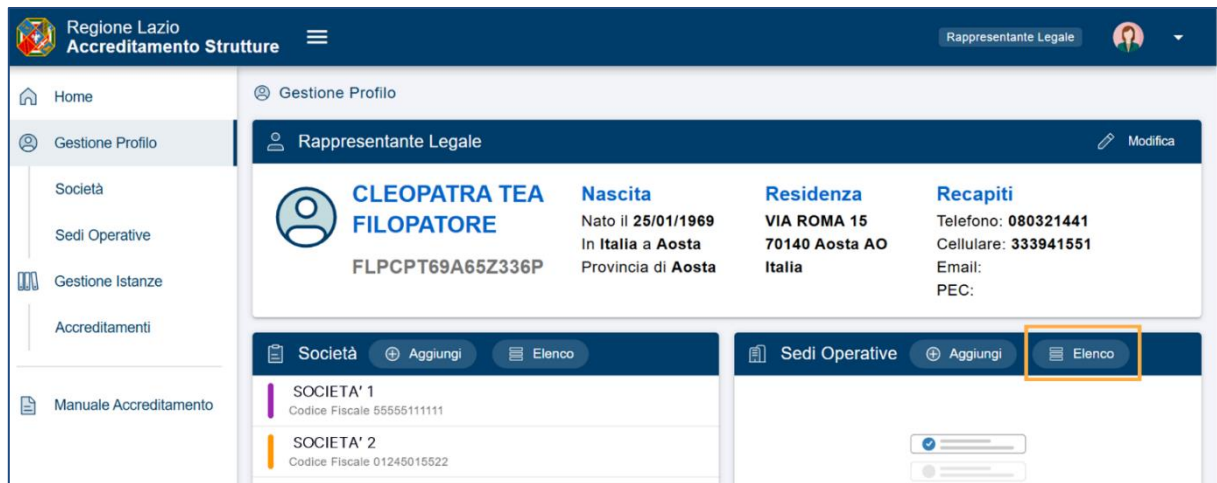 Regione Lazio
Accreditamento Strutture
Rappresentante Legale
Home
Gestione Profilo
Società
Sedi Operative
Gestione Istanze
Accreditamenti
Manuale Accreditamento
Gestione Profilo
Rappresentante Legale
Modifica
CLEOPATRA TEA
FILOPATORE
FLPCPT69A65Z336P
Nascita
Nato il 25/01/1969
In Italia a Aosta
Provincia di Aosta
Residenza
VIA ROMA 15
70140 Aosta AO
Italia
Recapiti
Telefono: 080321441
Cellulare: 333941551
Email:
PEC:
Società Aggiungi Elenco
SOCIETA' 1
Codice Fiscale 55555111111
SOCIETA' 2
Codice Fiscale 01245015522
Sedi Operative Aggiungi Elenco